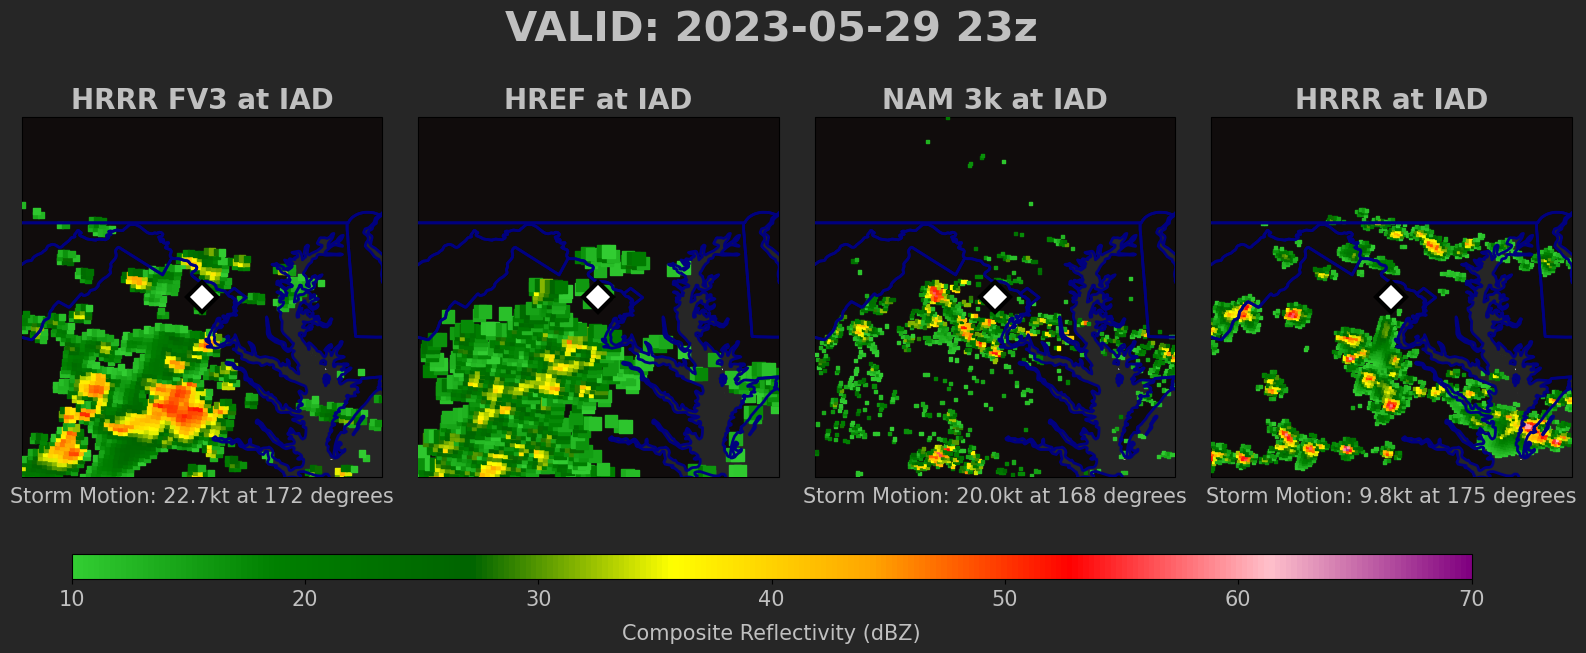 VALID: 2023-05-29 23z
HRRR FV3 at IAD
HREF at IAD
NAM 3k at IAD
HRRR at IAD
Storm Motion: 22.7kt at 172 degrees
Storm Motion: 20.0kt at 168 degrees
Storm Motion: 9.8kt at 175 degrees
10 20 30 40 50 60 70
Composite Reflectivity (dBZ)